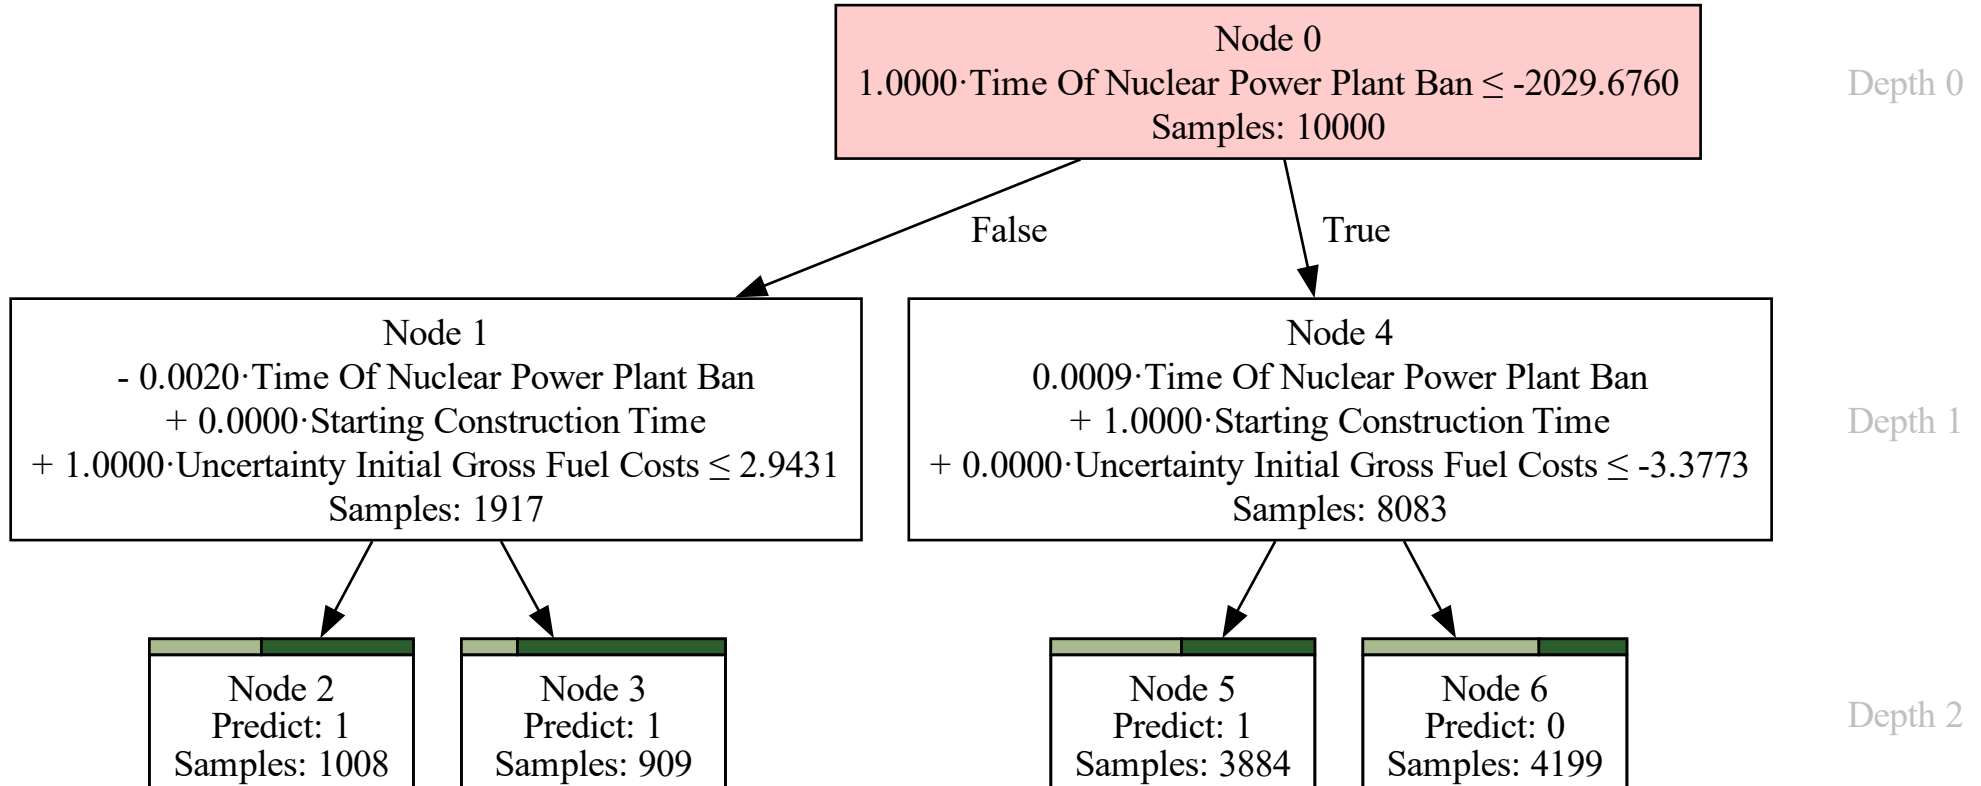 Node 0
1.0000·Time Of Nuclear Power Plant Ban ≤ -2029.6760
Samples: 10000
Depth 0
False
True
Node 1
- 0.0020·Time Of Nuclear Power Plant Ban
+ 0.0000·Starting Construction Time
+ 1.0000·Uncertainty Initial Gross Fuel Costs ≤ 2.9431
Samples: 1917
Node 4
0.0009·Time Of Nuclear Power Plant Ban
+ 1.0000·Starting Construction Time
+ 0.0000·Uncertainty Initial Gross Fuel Costs ≤ -3.3773
Samples: 8083
Depth 1
Node 2
Predict: 1
Samples: 1008
Node 3
Predict: 1
Samples: 909
Node 5
Predict: 1
Samples: 3884
Node 6
Predict: 0
Samples: 4199
Depth 2